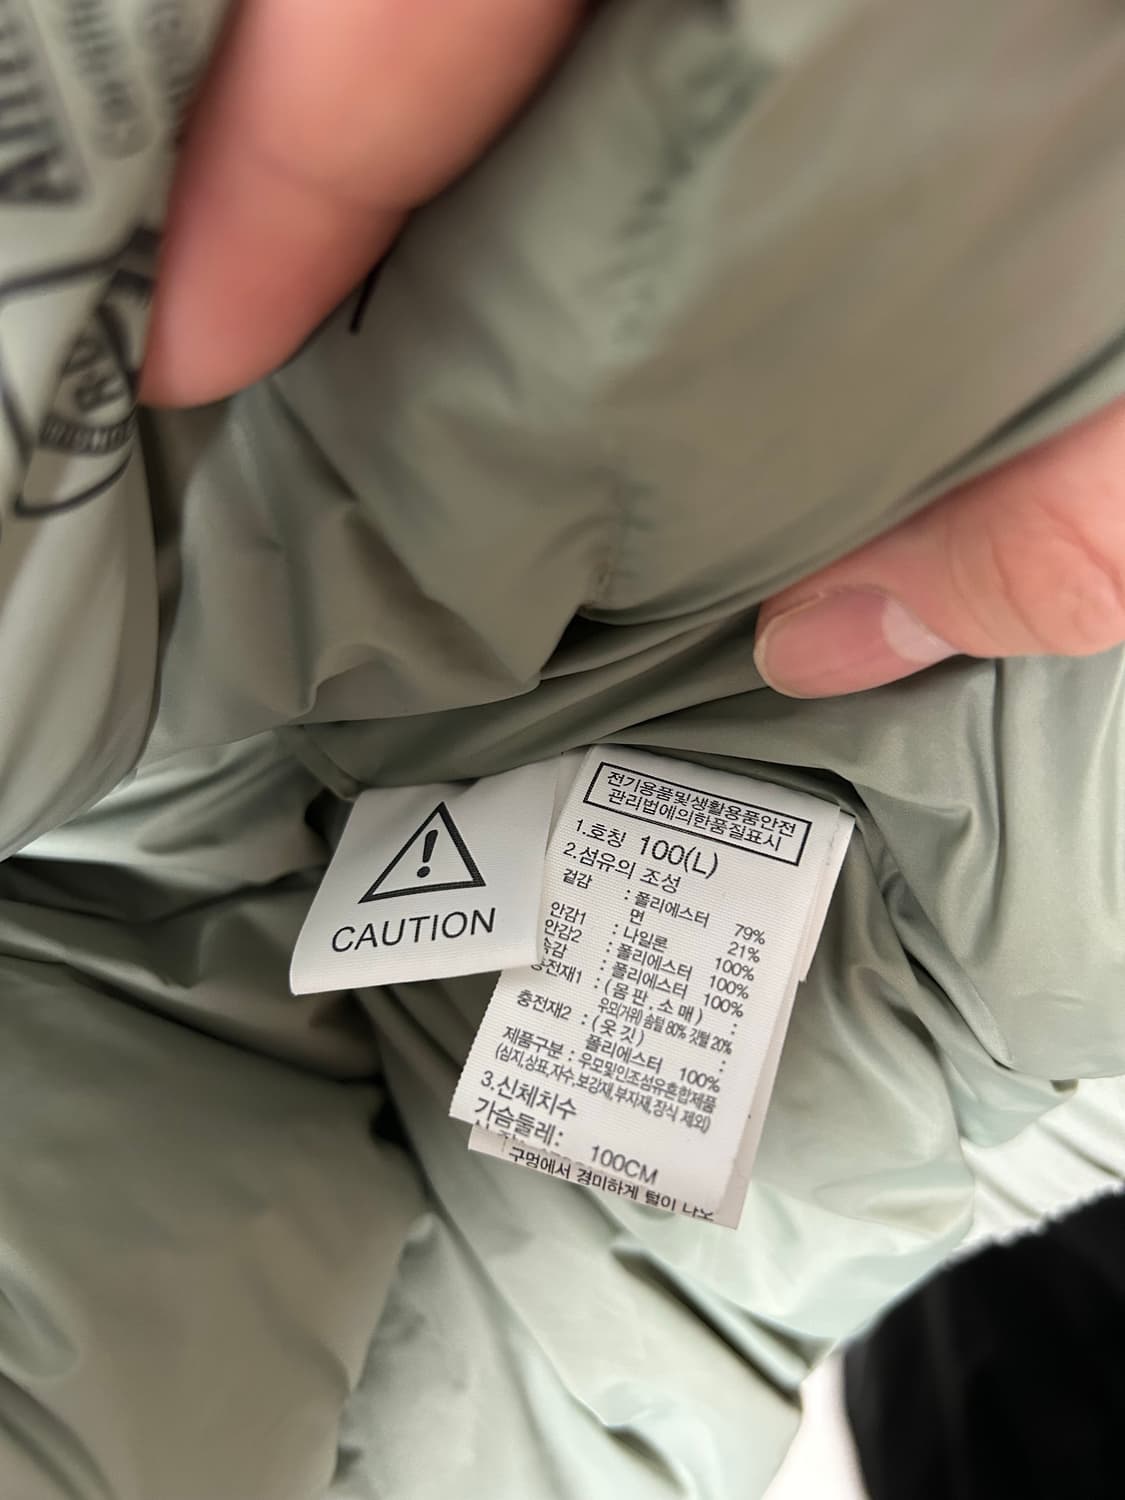 CAUTION
전기용품및생활용품안전
관리법에의한품질표시
1.호칭 100(L)
2.섬유의 조성
겉감 : 폴리에스터 79%
면 21%
안감1 : 나일론 100%
안감2 : 폴리에스터 100%
속감 : 폴리에스터 100%
충전재1 : (몸판,소매) :
우모(거위) 솜털 80% 깃털 20%
충전재2 : (옷깃) :
폴리에스터 100%
제품구분 : 우모및인조섬유혼합제품
(심지,상표,자수,보강재,부자재,장식 제외)
3.신체치수
가슴둘레: 100CM
구멍에서 경미하게 털이 나오